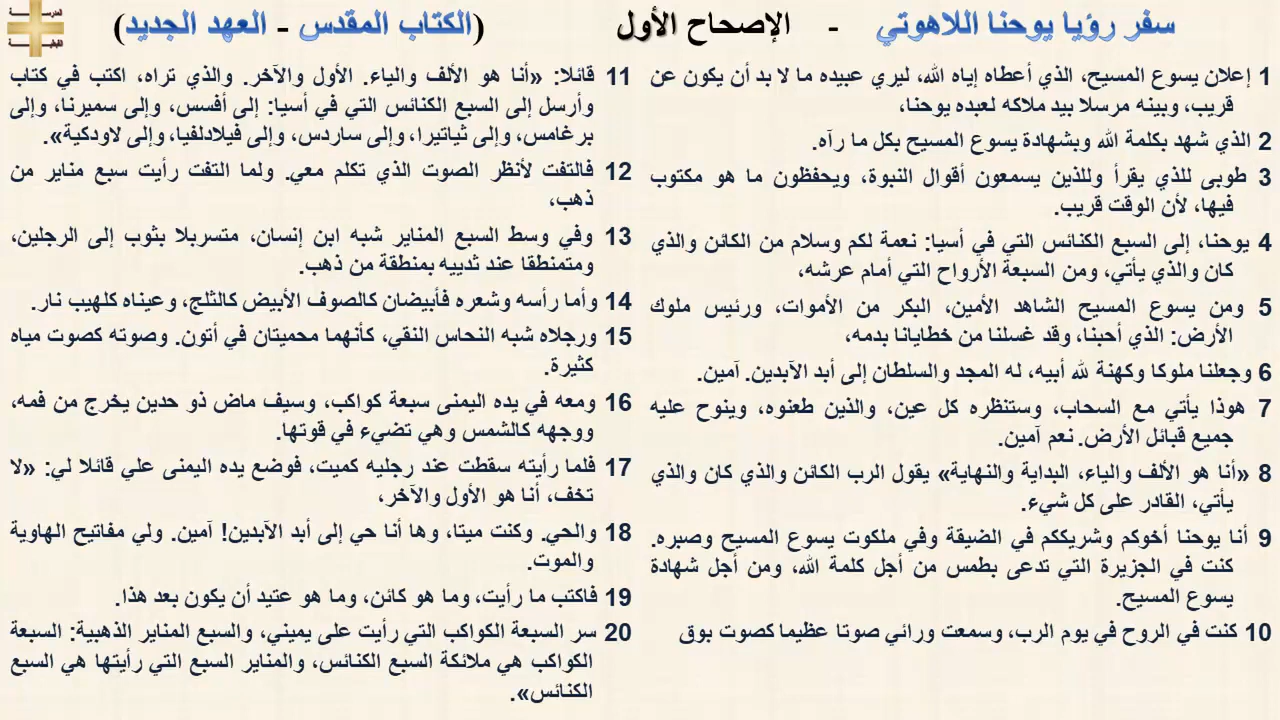 سفر رؤيا يوحنا اللاهوتي - الإصحاح الأول (الكتاب المقدس - العهد الجديد)
1 إعلان يسوع المسيح، الذي أعطاه إياه الله، ليري عبيده ما لا بد أن يكون عن
قريب، وبينه مرسلا بيد ملاكه لعبده يوحنا،
2 الذي شهد بكلمة الله وبشهادة يسوع المسيح بكل ما رآه.
3 طوبى للذي يقرأ وللذين يسمعون أقوال النبوة، ويحفظون ما هو مكتوب
فيها، لأن الوقت قريب.
4 يوحنا، إلى السبع الكنائس التي في أسيا: نعمة لكم وسلام من الكائن والذي
كان والذي يأتي، ومن السبعة الأرواح التي أمام عرشه،
5 ومن يسوع المسيح الشاهد الأمين، البكر من الأموات، ورئيس ملوك
الأرض: الذي أحبنا، وقد غسلنا من خطايانا بدمه،
6 وجعلنا ملوكا وكهنة لله أبيه، له المجد والسلطان إلى أبد الآبدين. آمين.
7 هوذا يأتي مع السحاب، وستنظره كل عين، والذين طعنوه، وينوح عليه
جميع قبائل الأرض. نعم آمين.
8 «أنا هو الألف والياء، البداية والنهاية» يقول الرب الكائن والذي كان والذي
يأتي، القادر على كل شيء.
9 أنا يوحنا أخوكم وشريككم في الضيقة وفي ملكوت يسوع المسيح وصبره.
كنت في الجزيرة التي تدعى بطمس من أجل كلمة الله، ومن أجل شهادة
يسوع المسيح.
10 كنت في الروح في يوم الرب، وسمعت ورائي صوتا عظيما كصوت بوق
11 قائلا: «أنا هو الألف والياء. الأول والآخر. والذي تراه، اكتب في كتاب
وأرسل إلى السبع الكنائس التي في أسيا: إلى أفسس، وإلى سميرنا، وإلى
برغامس، وإلى ثياتيرا، وإلى ساردس، وإلى فيلادلفيا، وإلى لاودكية».
12 فالتفت لأنظر الصوت الذي تكلم معي. ولما التفت رأيت سبع مناير من
ذهب،
13 وفي وسط السبع المناير شبه ابن إنسان، متسربلا بثوب إلى الرجلين،
ومتمنطقا عند ثدييه بمنطقة من ذهب.
14 وأما رأسه وشعره فأبيضان كالصوف الأبيض كالثلج، وعيناه كلهيب نار.
15 ورجلاه شبه النحاس النقي، كأنهما محميتان في أتون. وصوته كصوت مياه
كثيرة.
16 ومعه في يده اليمنى سبعة كواكب، وسيف ماض ذو حدين يخرج من فمه،
ووجهه كالشمس وهي تضيء في قوتها.
17 فلما رأيته سقطت عند رجليه كميت، فوضع يده اليمنى علي قائلا لي: «لا
تخف، أنا هو الأول والآخر،
18 والحي. وكنت ميتا، وها أنا حي إلى أبد الآبدين! آمين. ولي مفاتيح الهاوية
والموت.
19 فاكتب ما رأيت، وما هو كائن، وما هو عتيد أن يكون بعد هذا.
20 سر السبعة الكواكب التي رأيت على يميني، والسبع المناير الذهبية: السبعة
الكواكب هي ملائكة السبع الكنائس، والمناير السبع التي رأيتها هي السبع
الكنائس».